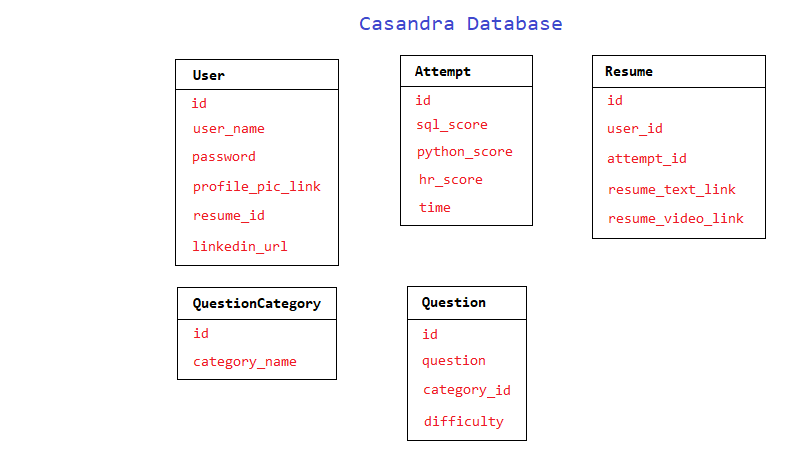 Casandra Database
User
id
user_name
password
profile_pic_link
resume_id
linkedin_url
Attempt
id
sql_score
python_score
hr_score
time
Resume
id
user_id
attempt_id
resume_text_link
resume_video_link
QuestionCategory
id
category_name
Question
id
question
category_id
difficulty